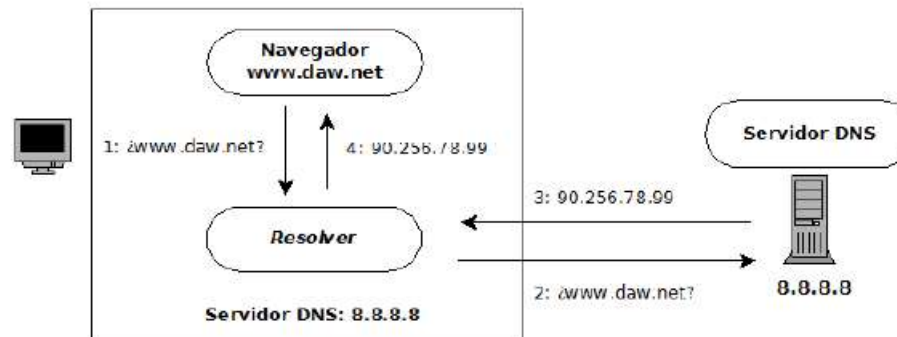 Navegador
www.daw.net
1: ¿www.daw.net?
4: 90.256.78.99
Resolver
Servidor DNS: 8.8.8.8
3: 90.256.78.99
2: ¿www.daw.net?
Servidor DNS
8.8.8.8